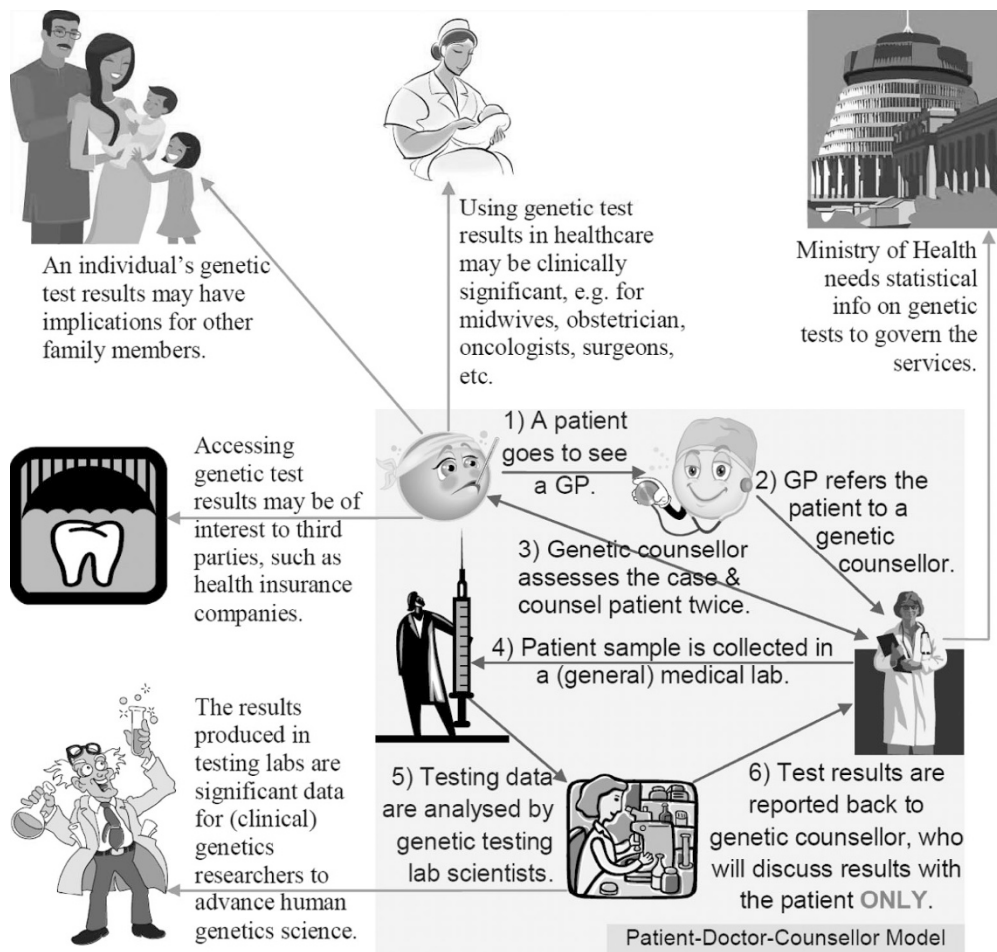 An individual's genetic
test results may have
implications for other
family members.
Using genetic test
results in healthcare
may be clinically
significant, e.g. for
midwives, obstetrician,
oncologists, surgeons,
etc.
Ministry of Health
needs statistical
info on genetic
tests to govern the
services.
Accessing
genetic test
results may be of
interest to third
parties, such as
health insurance
companies.
1) A patient
goes to see
a GP.
2) GP refers the
patient to a
genetic
counsellor.
3) Genetic counsellor
assesses the case &
counsel patient twice.
4) Patient sample is collected in
a (general) medical lab.
The results
produced in
testing labs are
significant data
for (clinical)
genetics
researchers to
advance human
genetics science.
5) Testing data
are analysed by
genetic testing
lab scientists.
6) Test results are
reported back to
genetic counsellor, who
will discuss results with
the patient ONLY.
Patient-Doctor-Counsellor Model